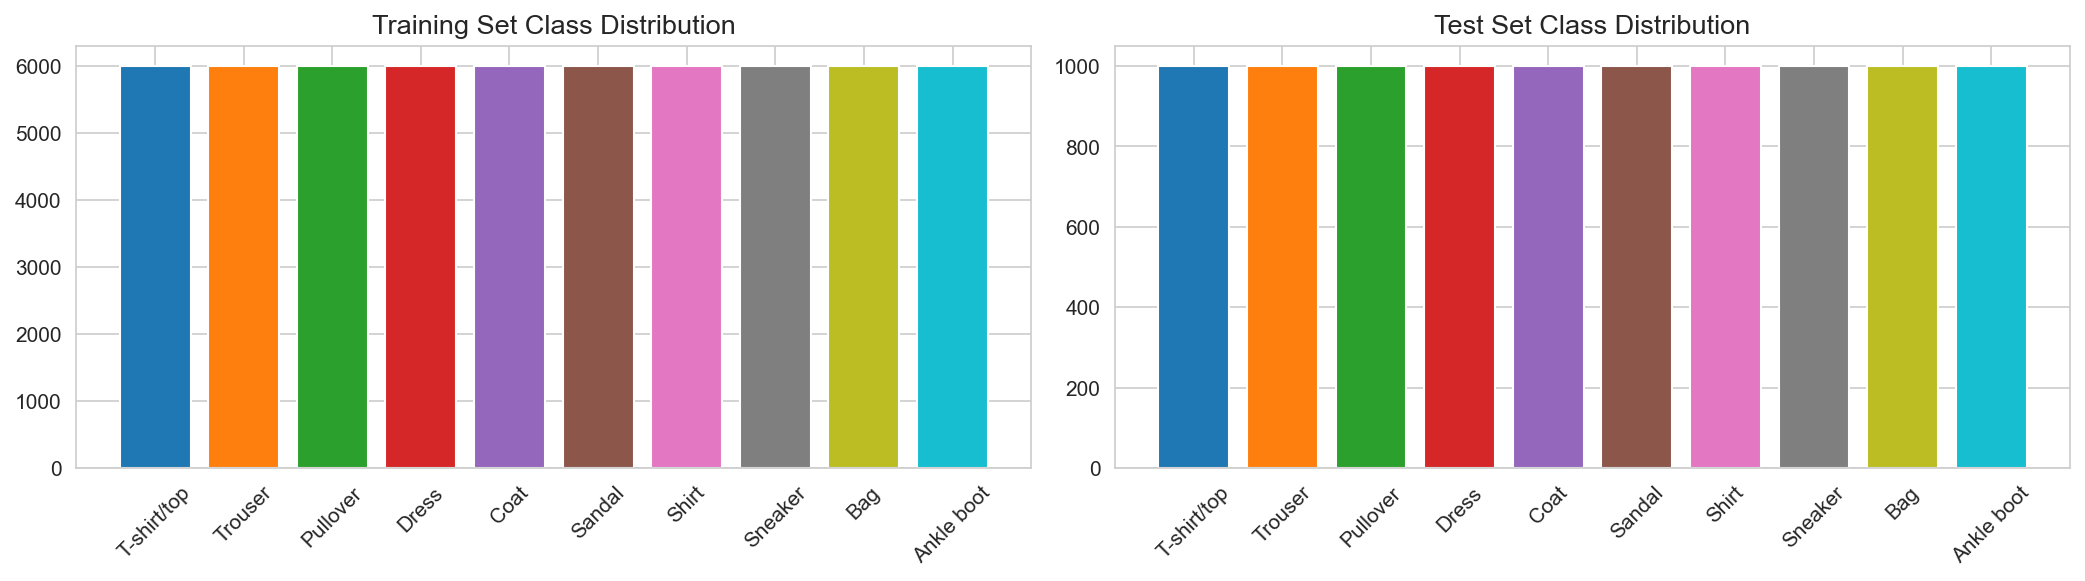 Training Set Class Distribution
6000
5000
4000
3000
2000
1000
0
T-shirt/top
Trouser
Pullover
Dress
Coat
Sandal
Shirt
Sneaker
Bag
Ankle boot
Test Set Class Distribution
1000
800
600
400
200
0
T-shirt/top
Trouser
Pullover
Dress
Coat
Sandal
Shirt
Sneaker
Bag
Ankle boot